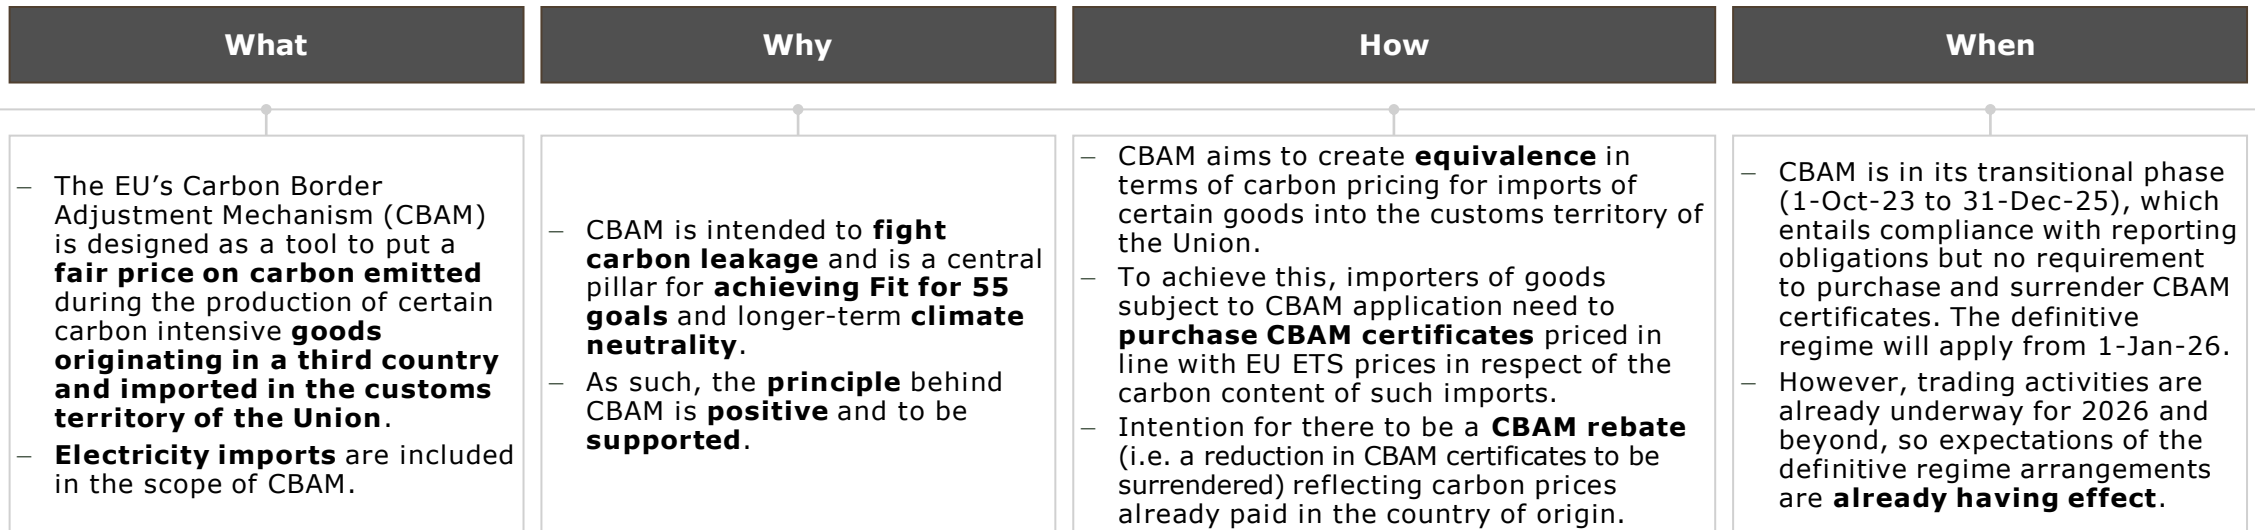 What
Why
How
When
– The EU’s Carbon Border
Adjustment Mechanism (CBAM)
is designed as a tool to put a
fair price on carbon emitted
during the production of certain
carbon intensive goods
originating in a third country
and imported in the customs
territory of the Union.
– Electricity imports are included
in the scope of CBAM.
– CBAM is intended to fight
carbon leakage and is a central
pillar for achieving Fit for 55
goals and longer-term climate
neutrality.
– As such, the principle behind
CBAM is positive and to be
supported.
– CBAM aims to create equivalence in
terms of carbon pricing for imports of
certain goods into the customs territory of
the Union.
– To achieve this, importers of goods
subject to CBAM application need to
purchase CBAM certificates priced in
line with EU ETS prices in respect of the
carbon content of such imports.
– Intention for there to be a CBAM rebate
(i.e. a reduction in CBAM certificates to be
surrendered) reflecting carbon prices
already paid in the country of origin.
– CBAM is in its transitional phase
(1-Oct-23 to 31-Dec-25), which
entails compliance with reporting
obligations but no requirement
to purchase and surrender CBAM
certificates. The definitive
regime will apply from 1-Jan-26.
– However, trading activities are
already underway for 2026 and
beyond, so expectations of the
definitive regime arrangements
are already having effect.